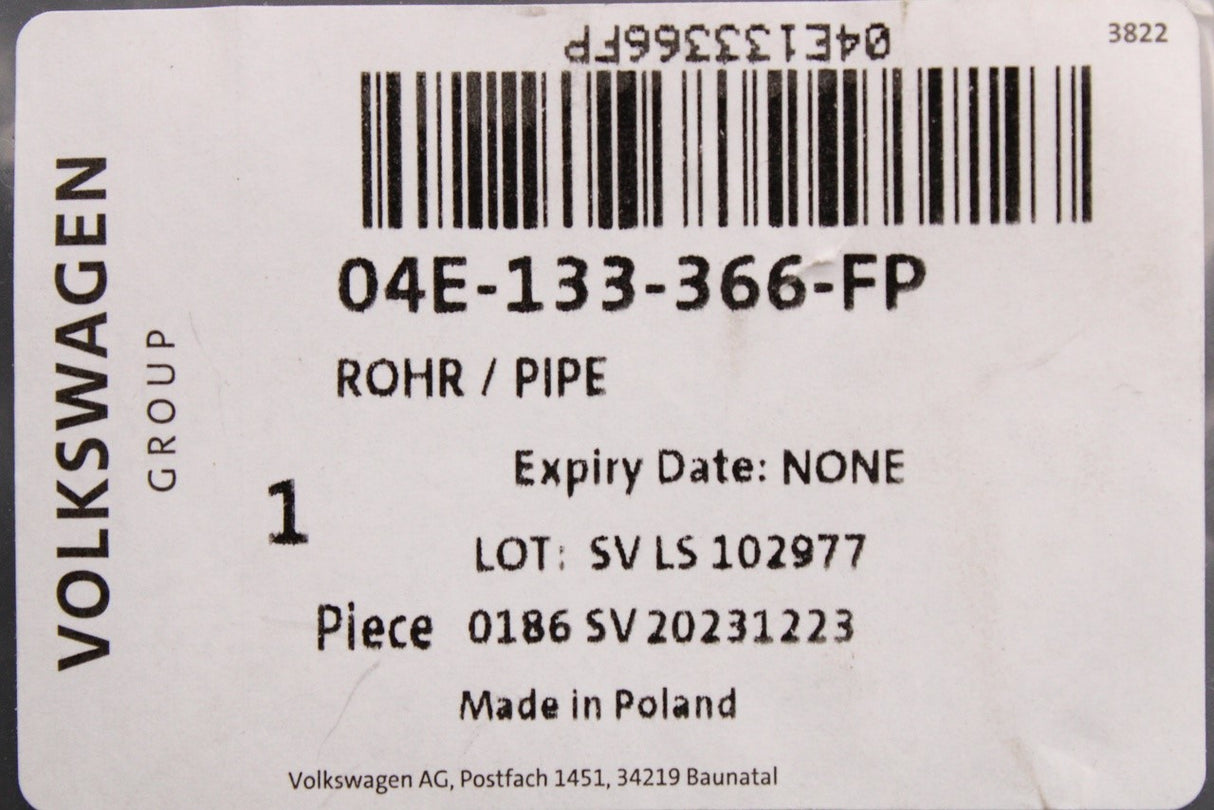 3822
04E133366FP
04E-133-366-FP
ROHR / PIPE
Expiry Date: NONE
1
LOT: SV LS 102977
Piece 0186 SV 20231223
Made in Poland
Volkswagen AG, Postfach 1451, 34219 Baunatal
VOLKSWAGEN
GROUP